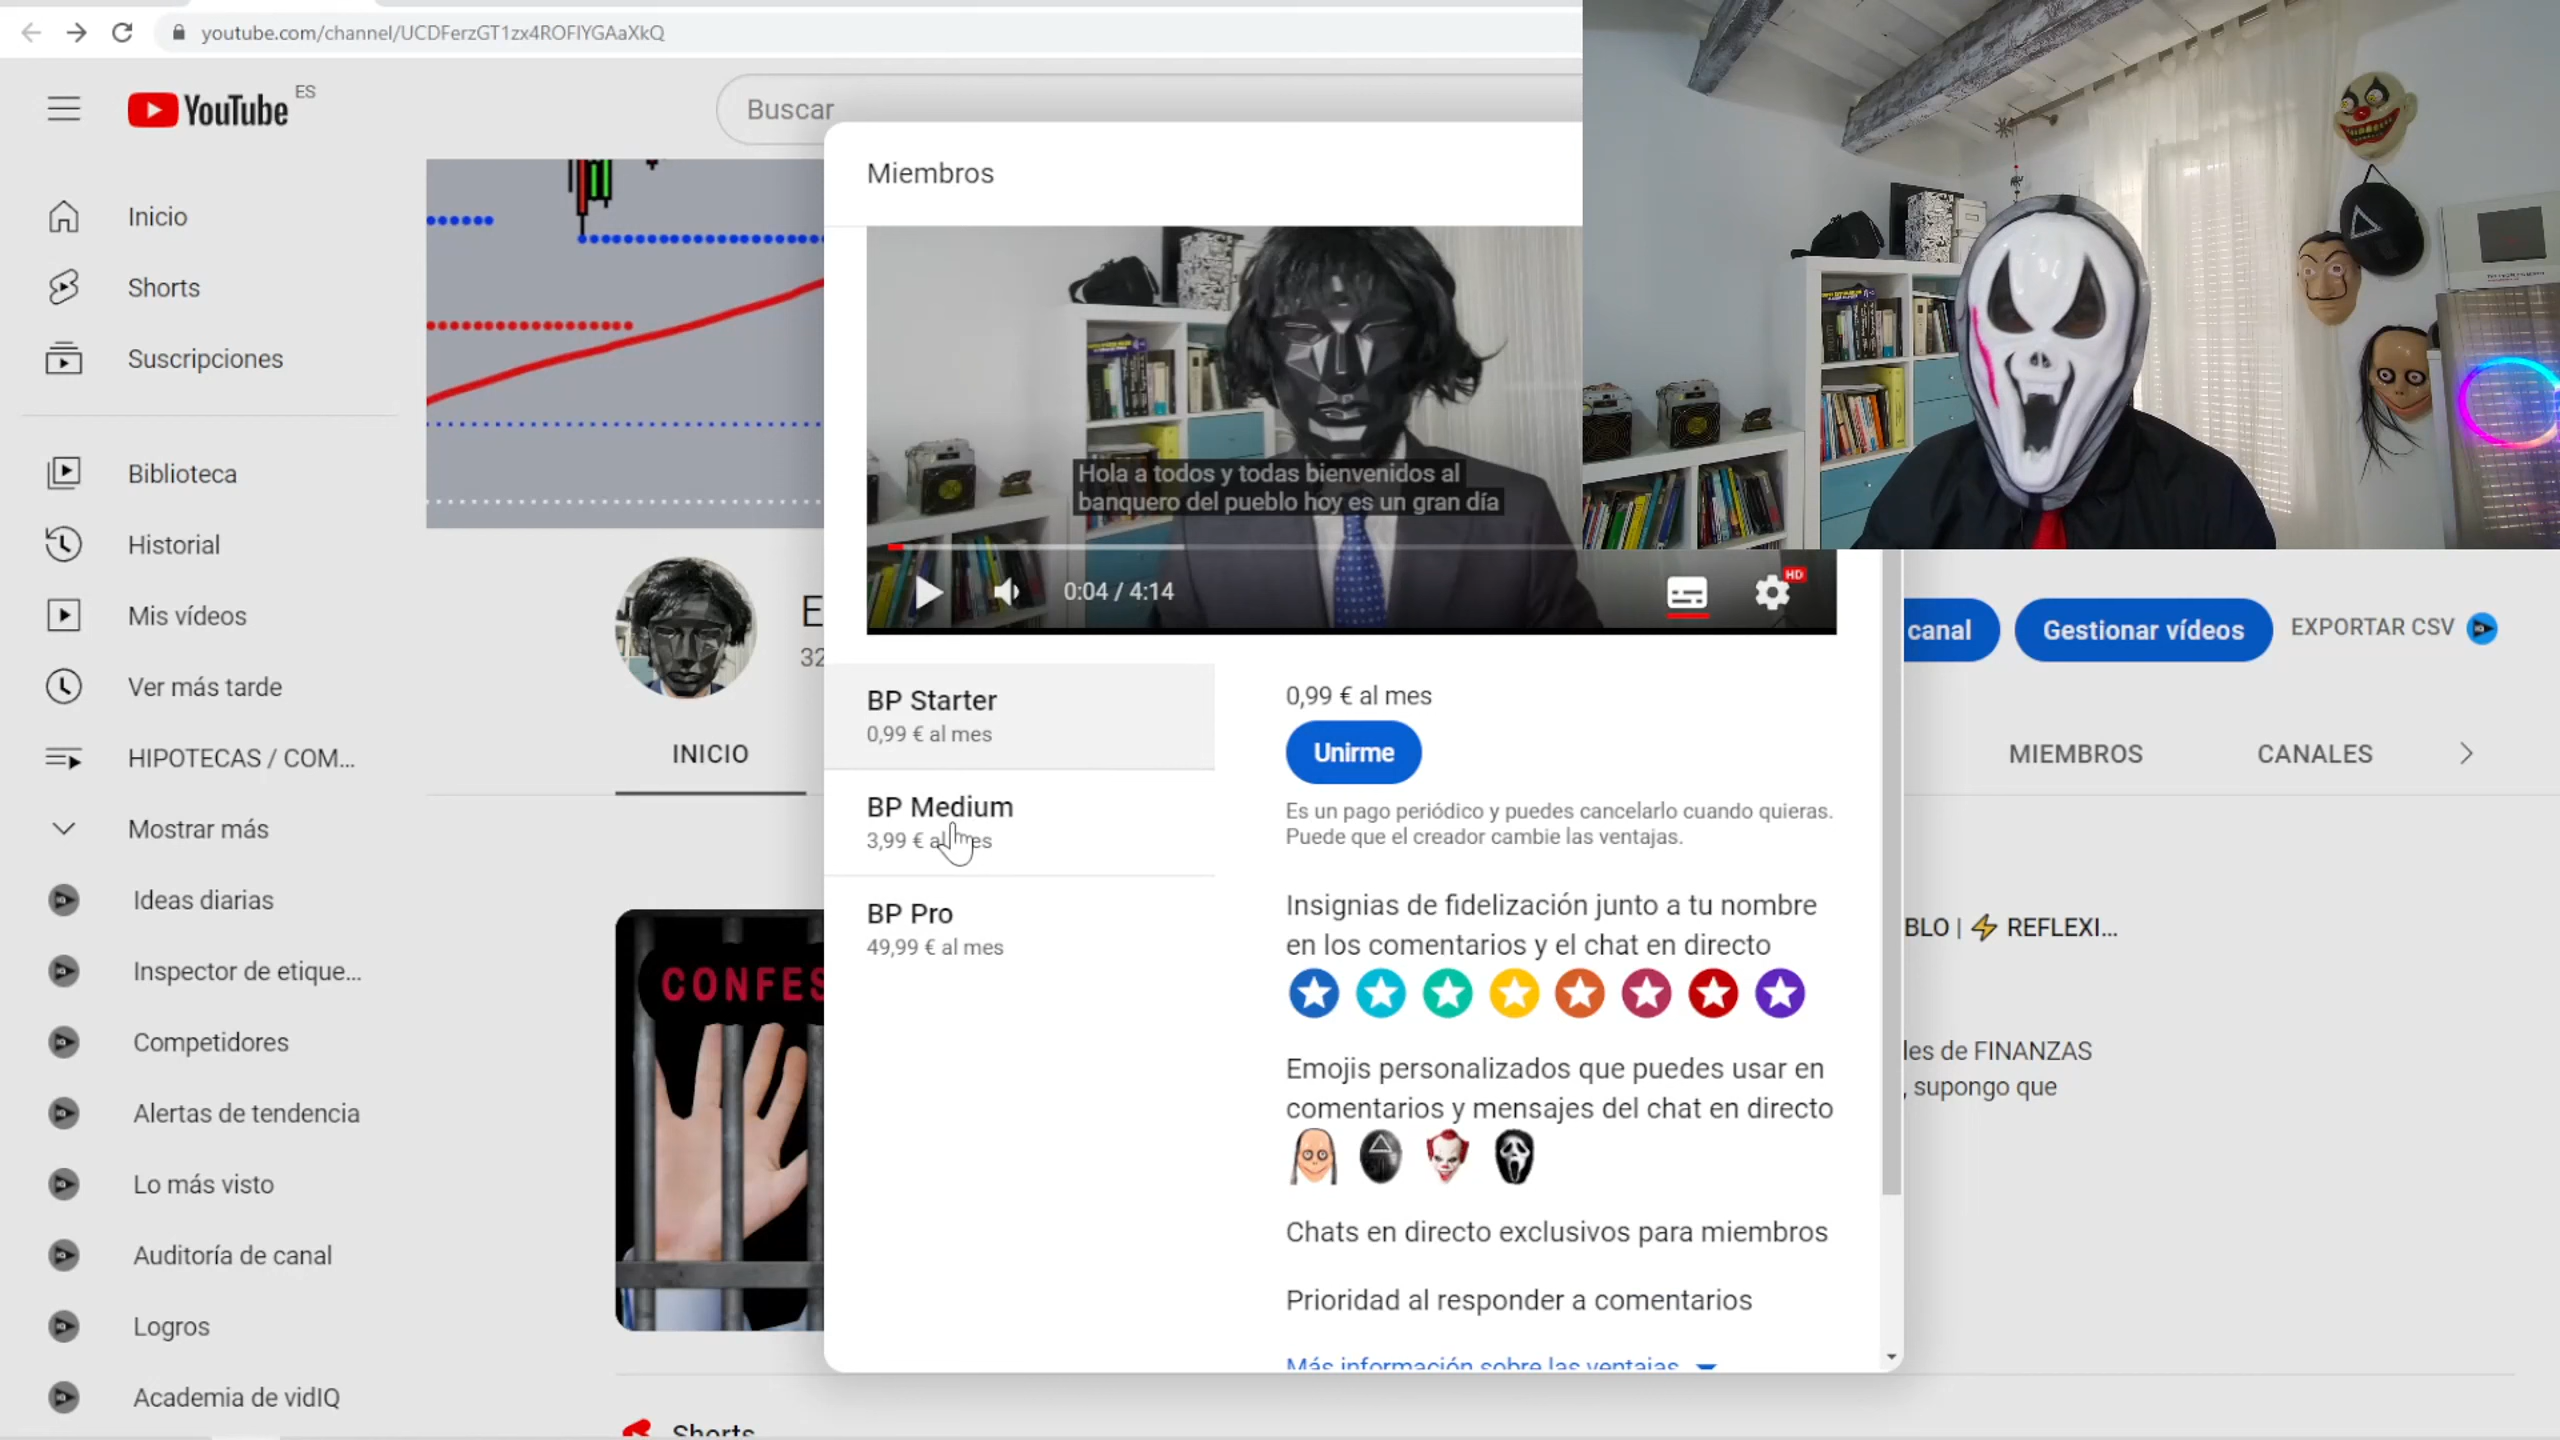 youtube.com/channel/UCDFerzGT1zx4ROFIYGAaXkQ
YouTube ES
Buscar
Inicio
Shorts
Suscripciones
Biblioteca
Historial
Mis vídeos
Ver más tarde
HIPOTECAS / COM...
Mostrar más
Ideas diarias
Inspector de etique...
Competidores
Alertas de tendencia
Lo más visto
Auditoría de canal
Logros
Academia de vidIQ
E
32
INICIO
CONFES
Shorts
Miembros
Hola a todos y todas bienvenidos al
banquero del pueblo hoy es un gran día
0:04 / 4:14
HD
BP Starter
0,99 € al mes
BP Medium
3,99 € al mes
BP Pro
49,99 € al mes
0,99 € al mes
Unirme
Es un pago periódico y puedes cancelarlo cuando quieras.
Puede que el creador cambie las ventajas.
Insignias de fidelización junto a tu nombre
en los comentarios y el chat en directo
Emojis personalizados que puedes usar en
comentarios y mensajes del chat en directo
Chats en directo exclusivos para miembros
Prioridad al responder a comentarios
Más información sobre las ventajas
canal
Gestionar vídeos
EXPORTAR CSV
MIEMBROS
CANALES
BLO | ⚡ REFLEXI...
les de FINANZAS
, supongo que